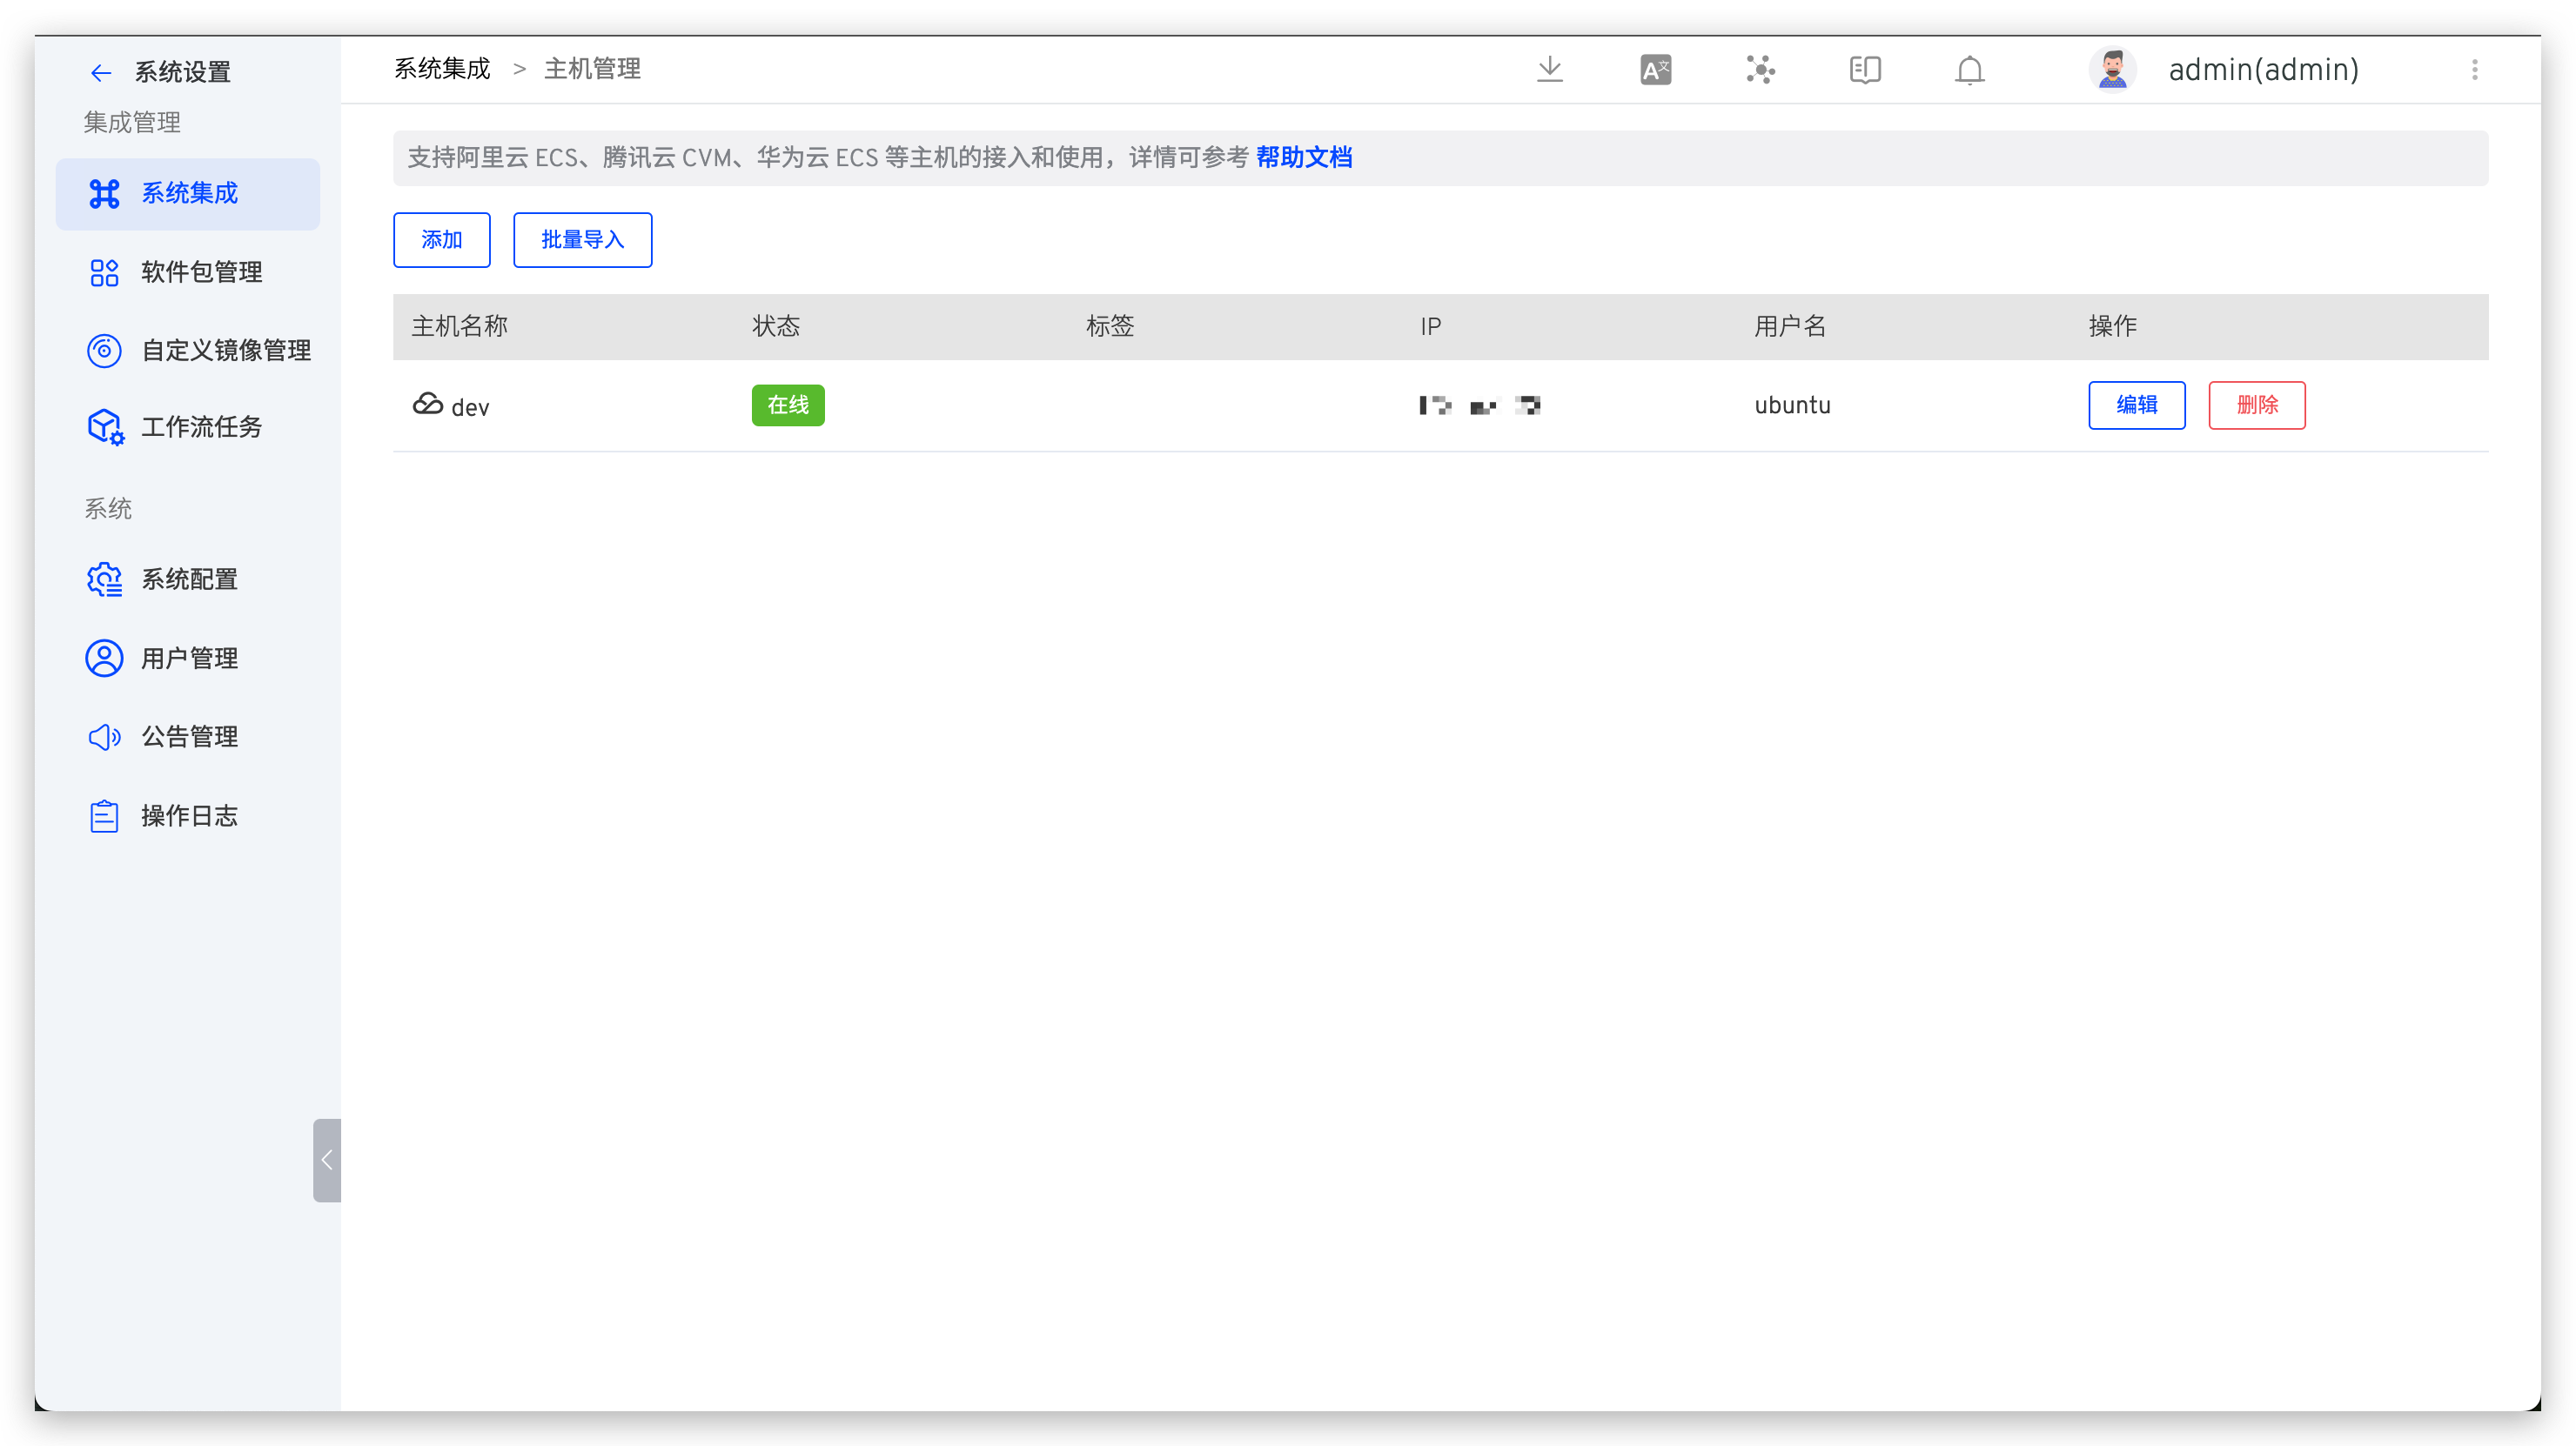 系统设置
集成管理
系统集成
软件包管理
自定义镜像管理
工作流任务
系统
系统配置
用户管理
公告管理
操作日志
系统集成 > 主机管理
admin(admin)
支持阿里云 ECS、腾讯云 CVM、华为云 ECS 等主机的接入和使用，详情可参考 帮助文档
添加 批量导入
主机名称 状态 标签 IP 用户名 操作
dev 在线 ubuntu 编辑 删除